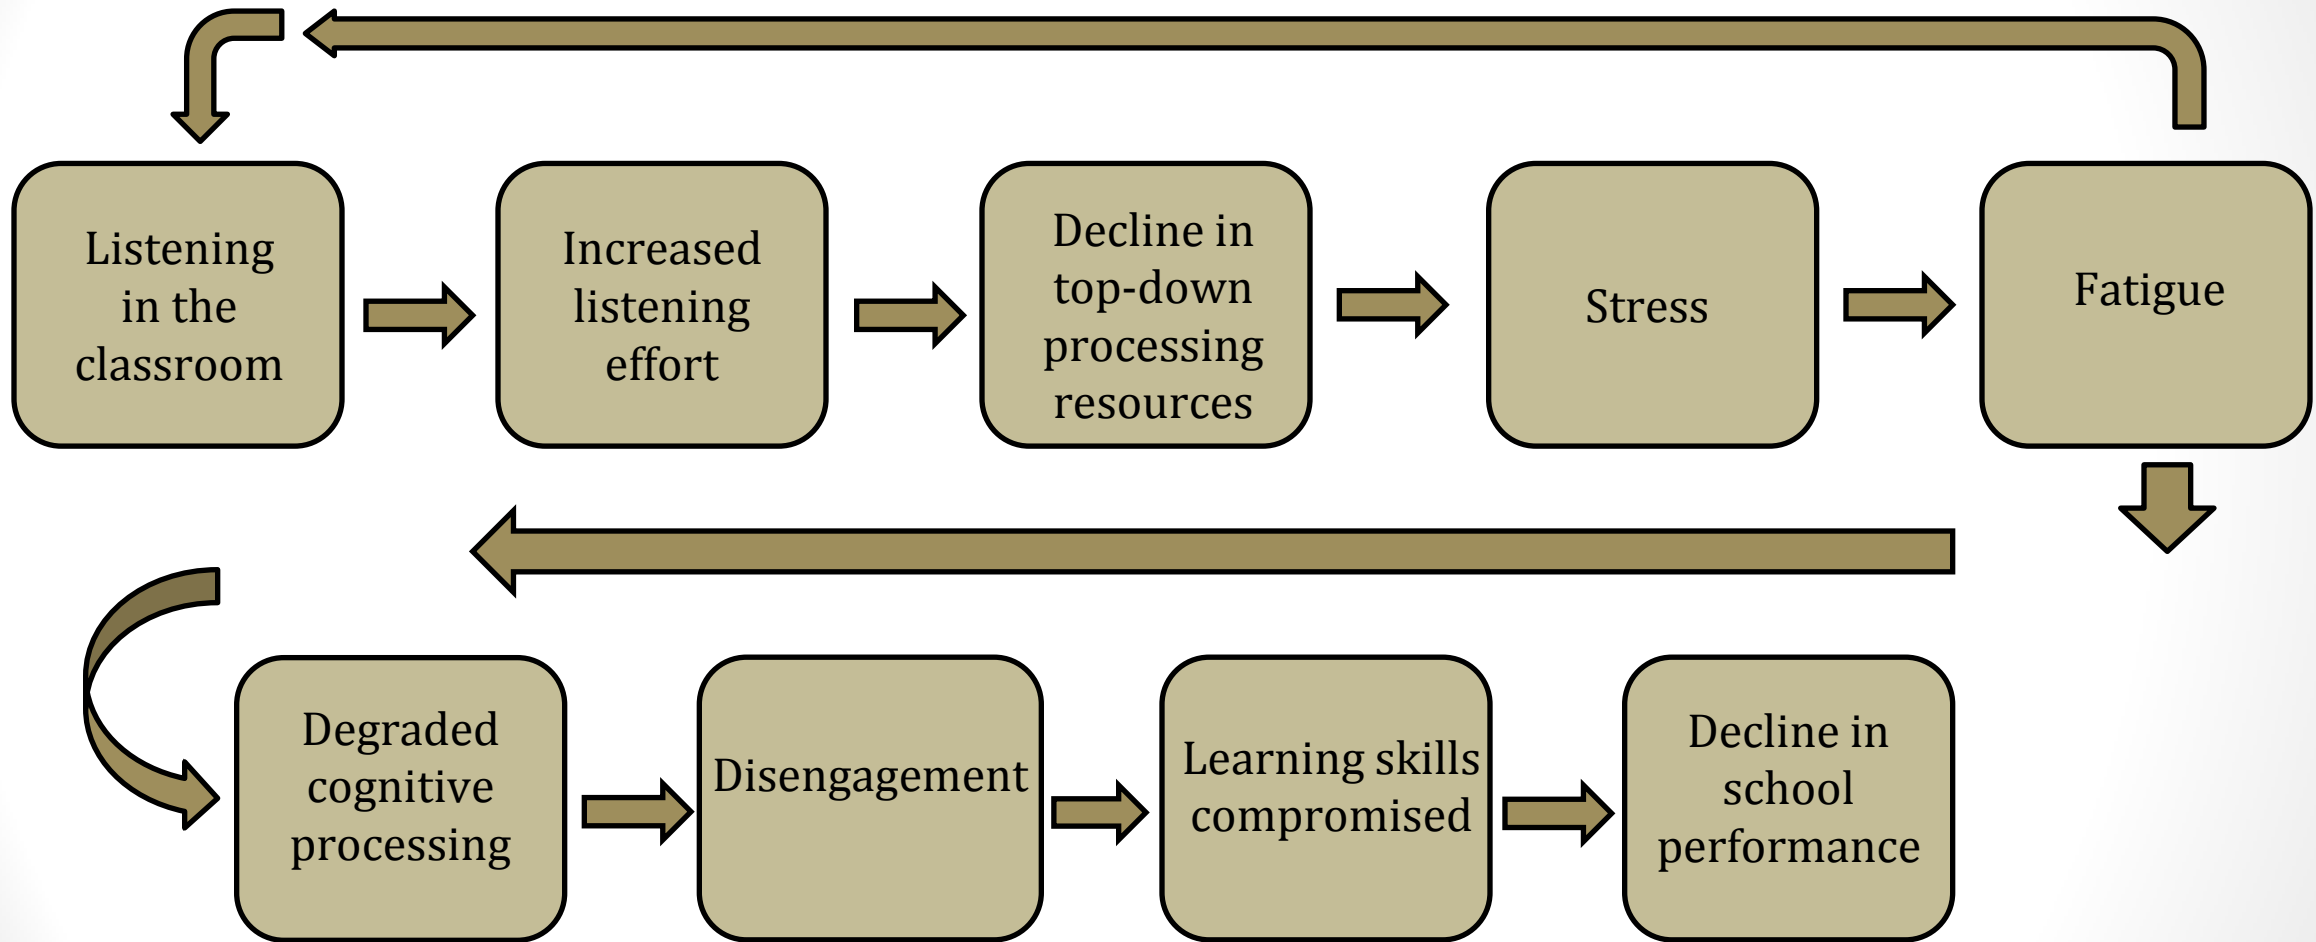 Listening
in the
classroom
Increased
listening
effort
Decline in
top-down
processing
resources
Stress
Fatigue
Degraded
cognitive
processing
Disengagement
Learning skills
compromised
Decline in
school
performance